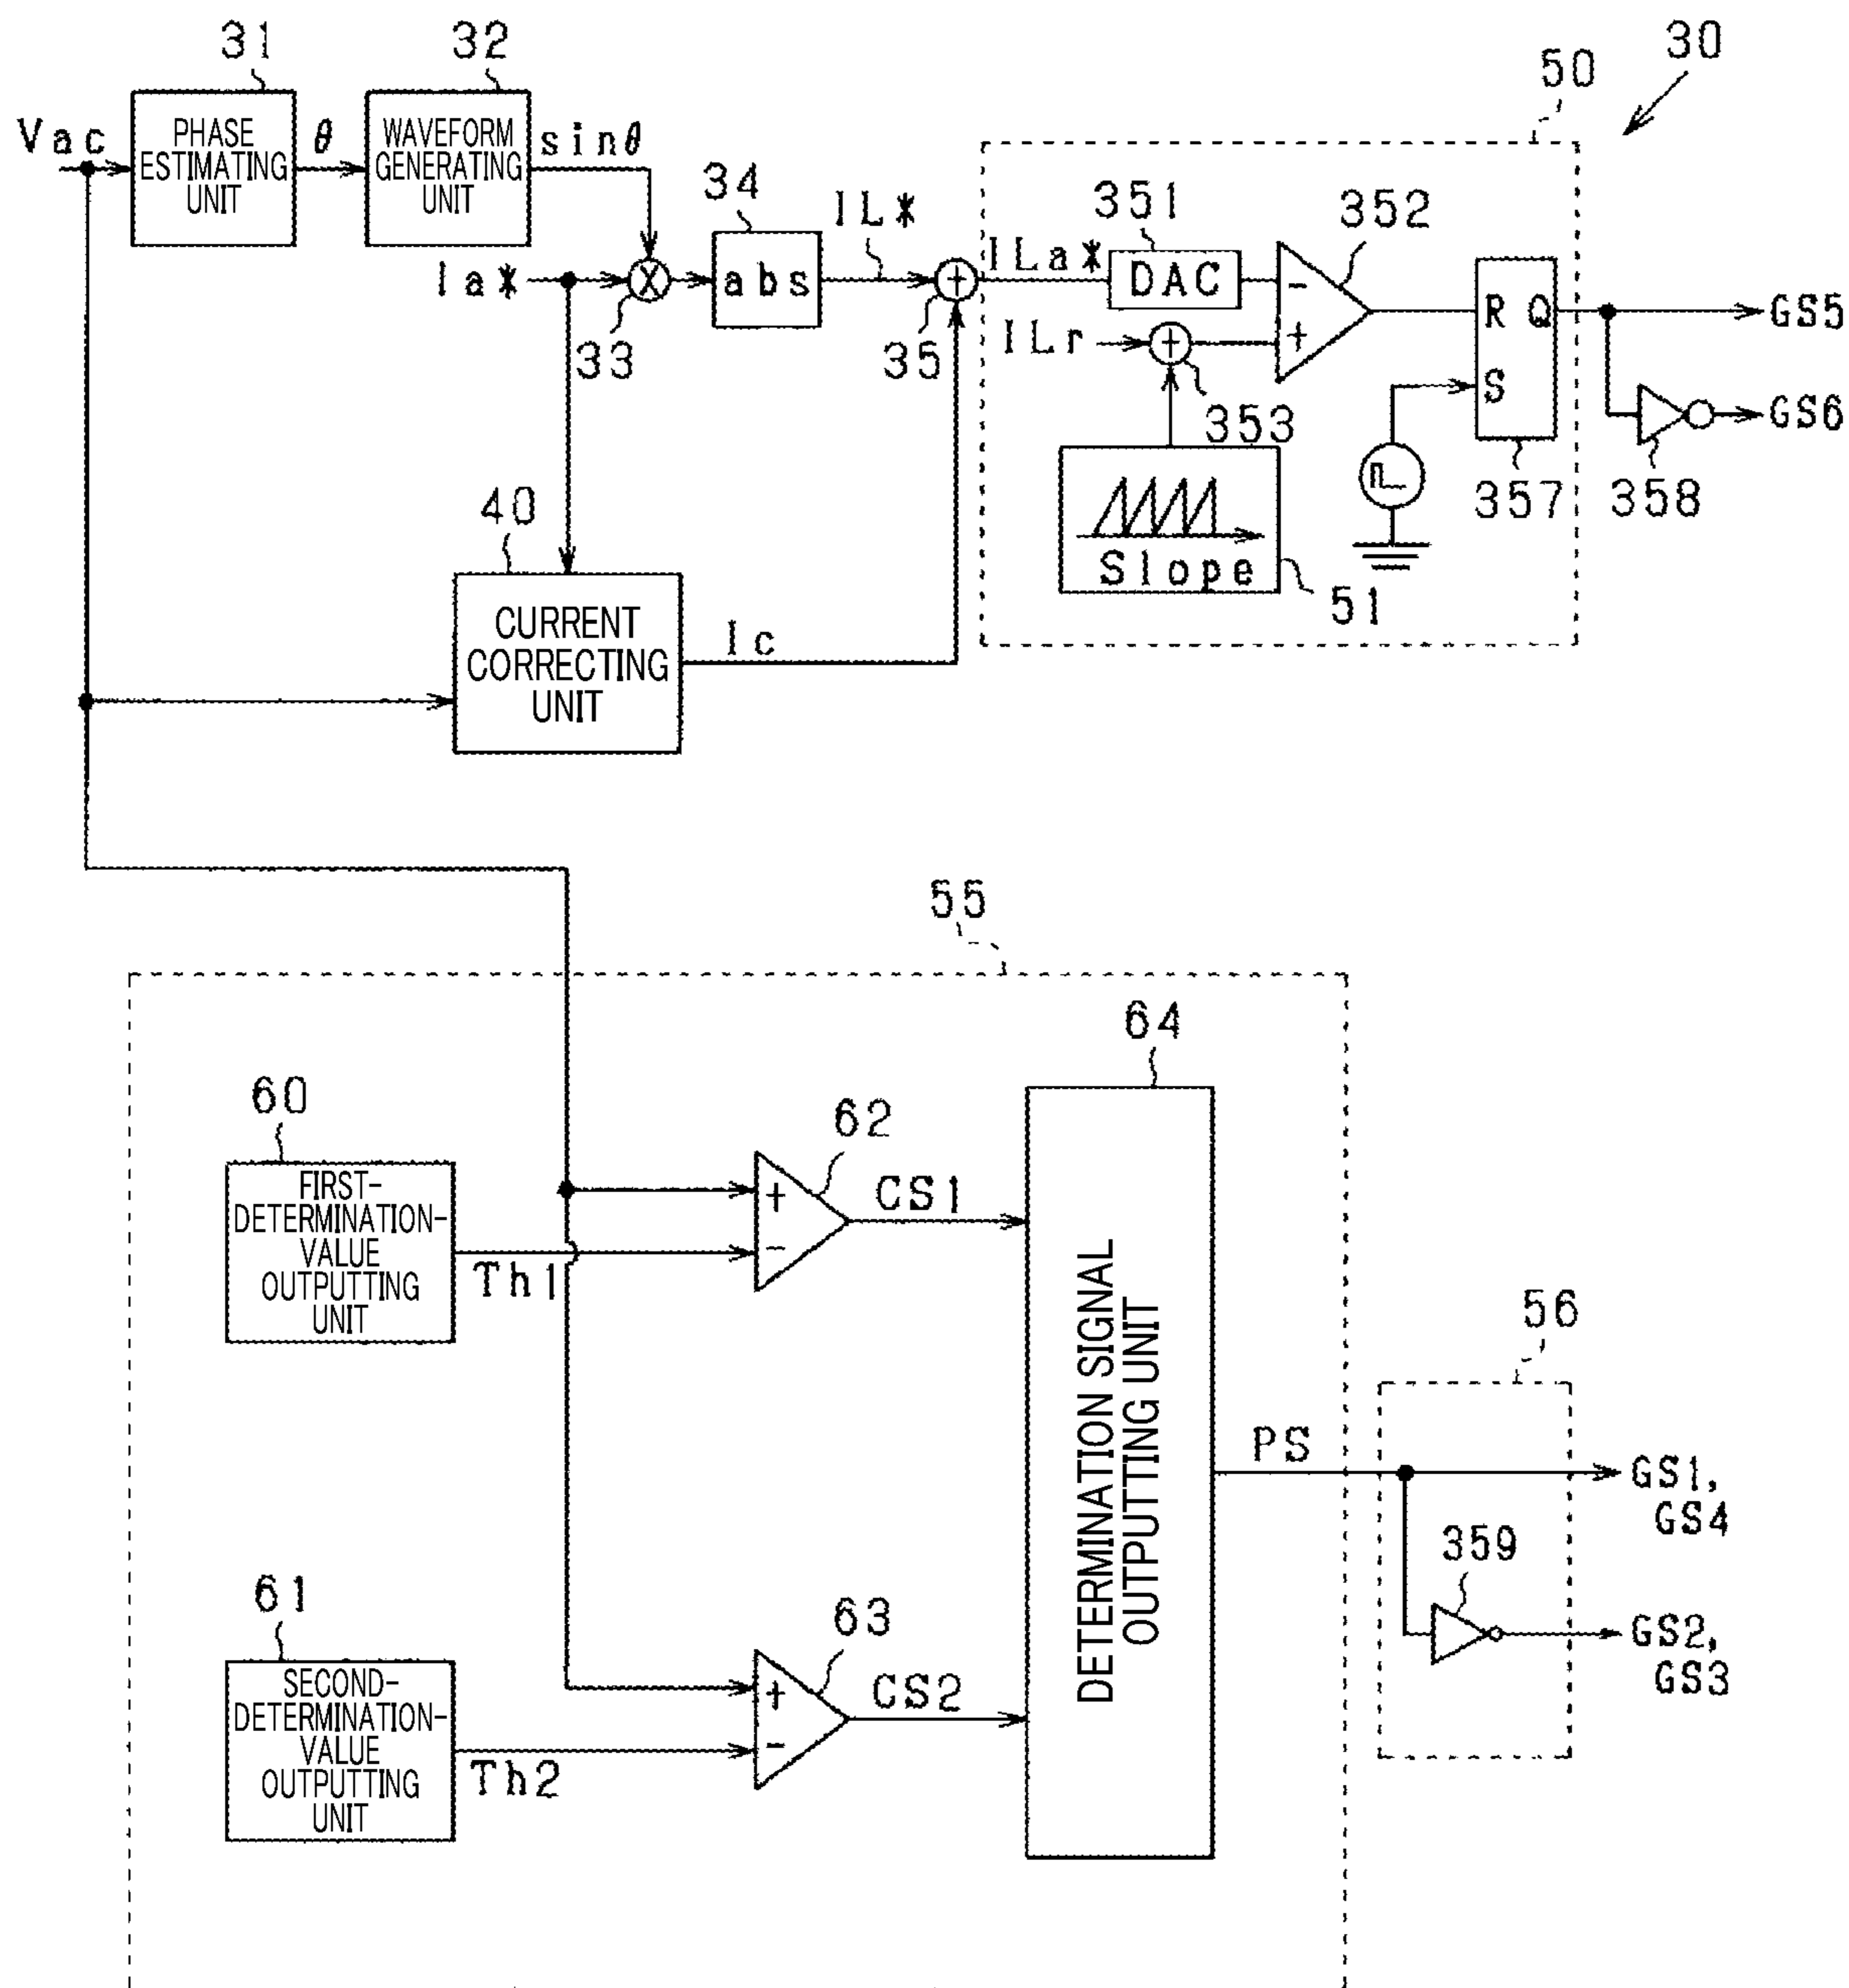 31
32
30
50
Vac
PHASE
ESTIMATING
UNIT
θ
WAVEFORM
GENERATING
UNIT
sinθ
34
IL*
351
352
Ia*
33
abs
35
ILa*
DAC
-
+
ILr
353
R Q
S
GS5
GS6
357
358
Slope
51
40
CURRENT
CORRECTING
UNIT
Ic
55
64
60
FIRST-
DETERMINATION-
VALUE
OUTPUTTING
UNIT
Th1
62
+
-
CS1
DETERMINATION SIGNAL
OUTPUTTING UNIT
56
PS
GS1,
GS4
359
GS2,
GS3
61
SECOND-
DETERMINATION-
VALUE
OUTPUTTING
UNIT
Th2
63
+
-
CS2